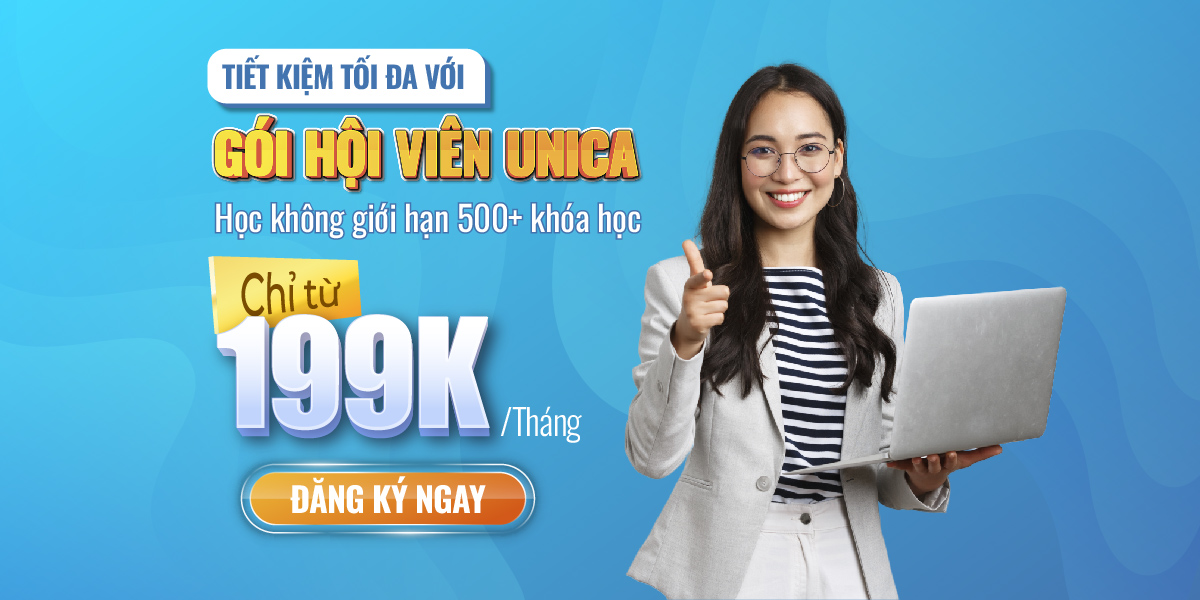 TIẾT KIỆM TỐI ĐA VỚI
GÓI HỘI VIÊN UNICA
Học không giới hạn 500+ khóa học
Chỉ từ
199K
/Tháng
ĐĂNG KÝ NGAY